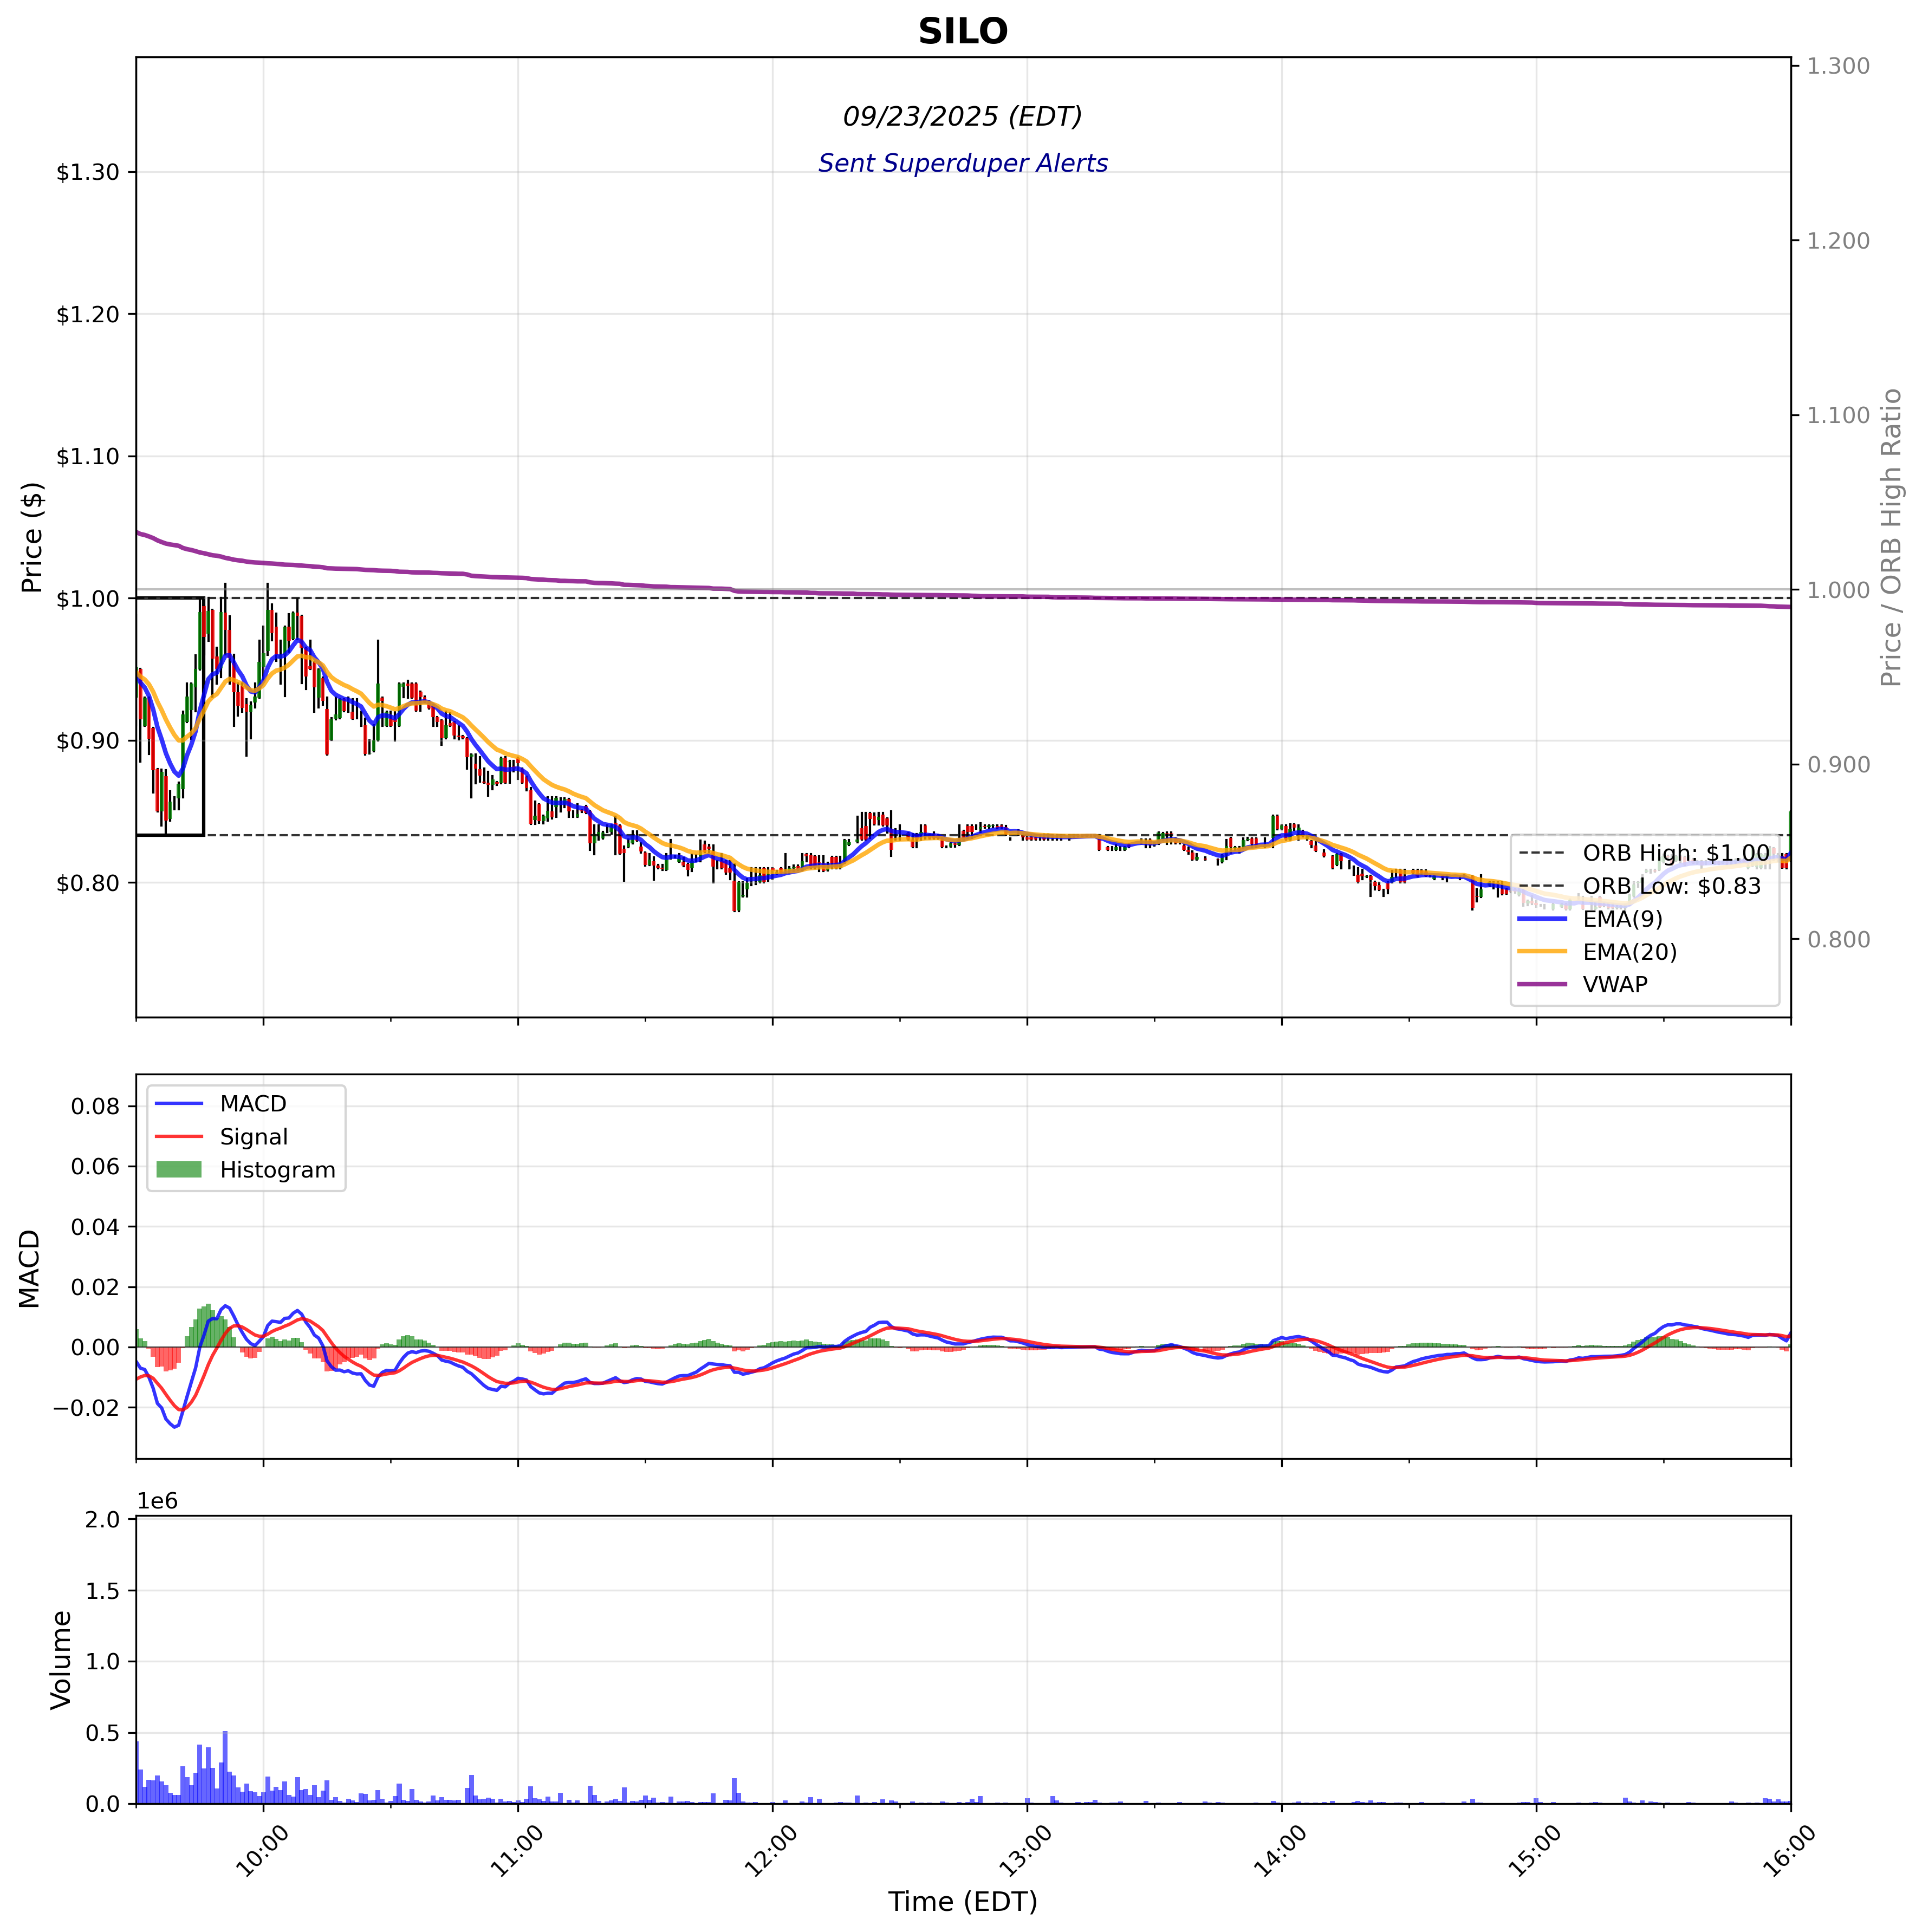 SILO
09/23/2025 (EDT)
Sent Superduper Alerts
Price ($)
$1.30
$1.20
$1.10
$1.00
$0.90
$0.80
1.300
1.200
1.100
1.000
0.900
0.800
Price / ORB High Ratio
ORB High: $1.00
ORB Low: $0.83
EMA(9)
EMA(20)
VWAP
MACD
0.08
0.06
0.04
0.02
0.00
−0.02
MACD
Signal
Histogram
1e6
Volume
2.0
1.5
1.0
0.5
0.0
10:00
11:00
12:00
13:00
14:00
15:00
16:00
Time (EDT)